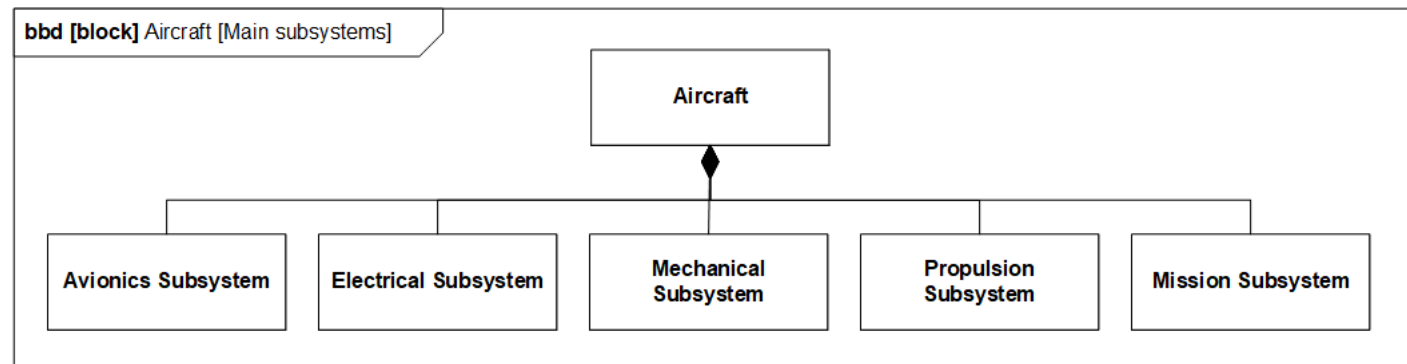 bbd [block] Aircraft [Main subsystems]
Aircraft
Avionics Subsystem
Electrical Subsystem
Mechanical
Subsystem
Propulsion
Subsystem
Mission Subsystem